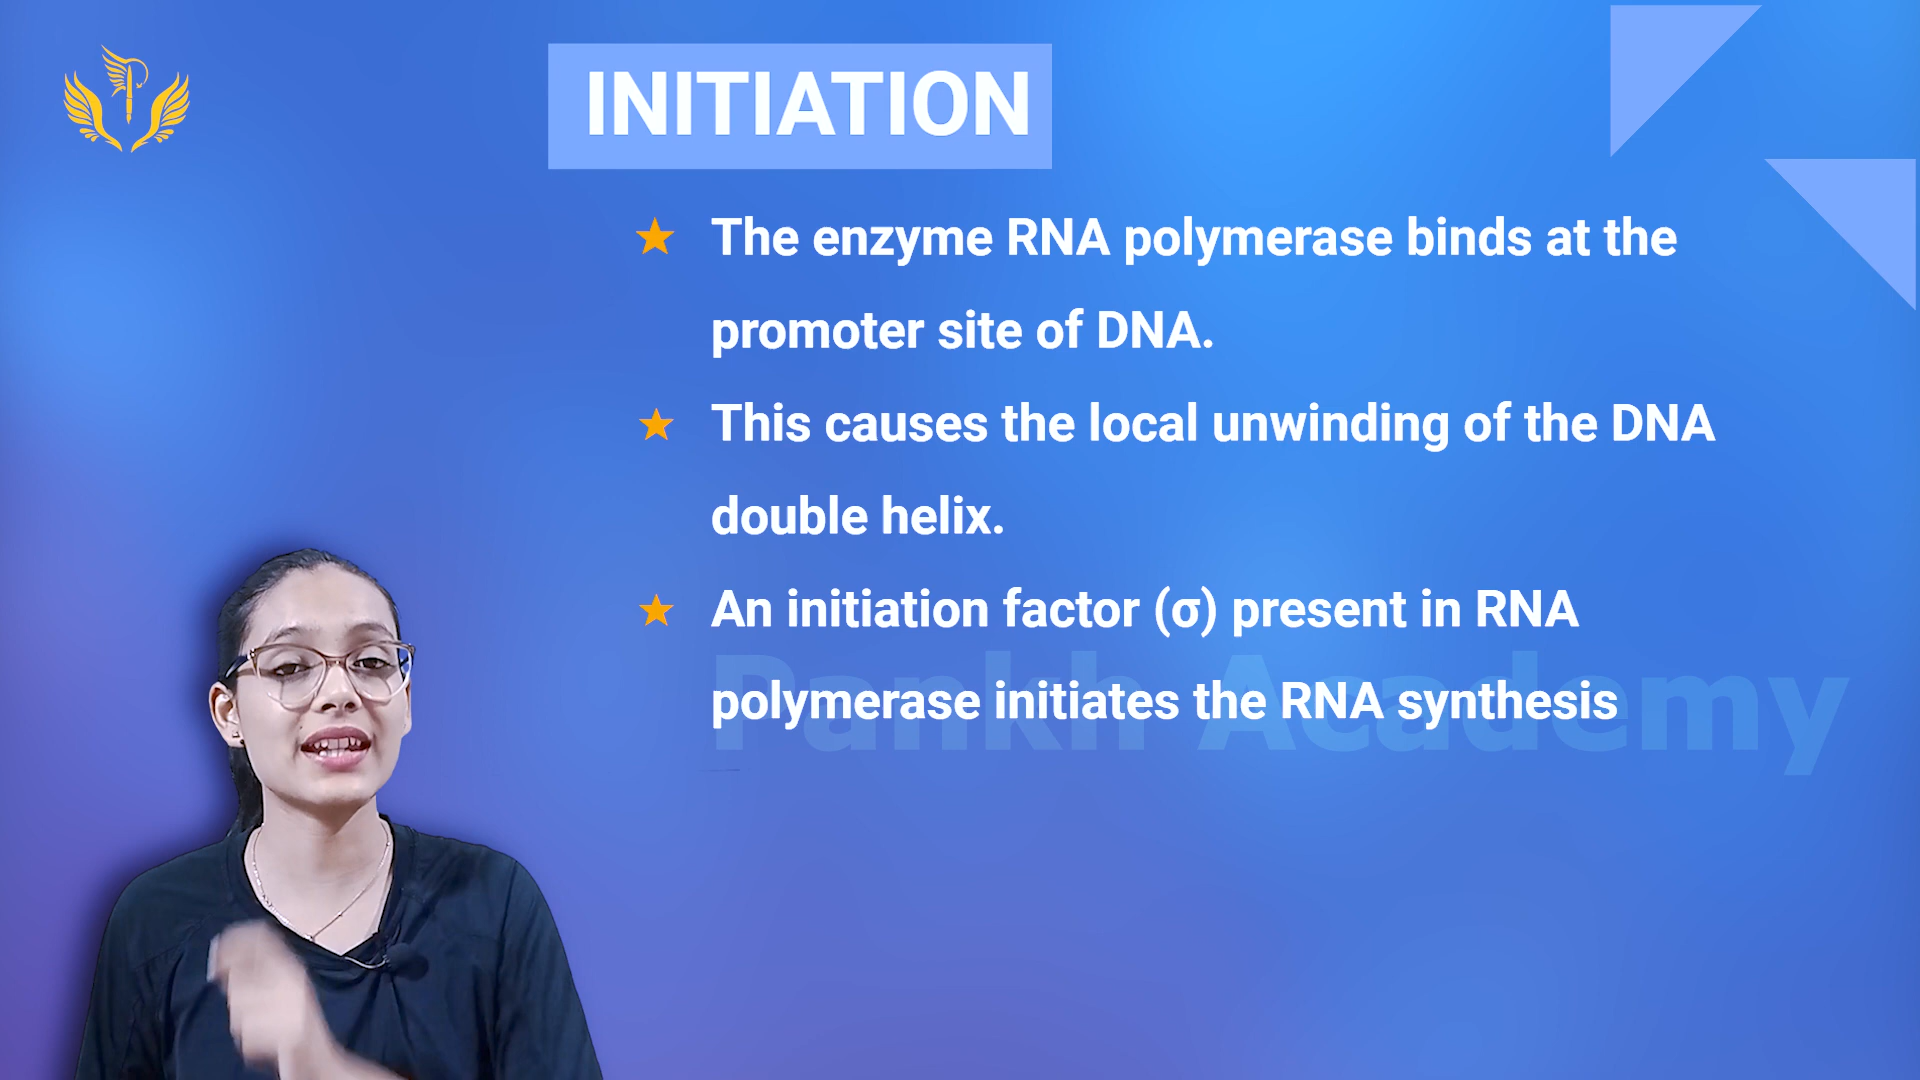 INITIATION
The enzyme RNA polymerase binds at the
promoter site of DNA.
This causes the local unwinding of the DNA
double helix.
An initiation factor (σ) present in RNA
polymerase initiates the RNA synthesis
Pankh Academy